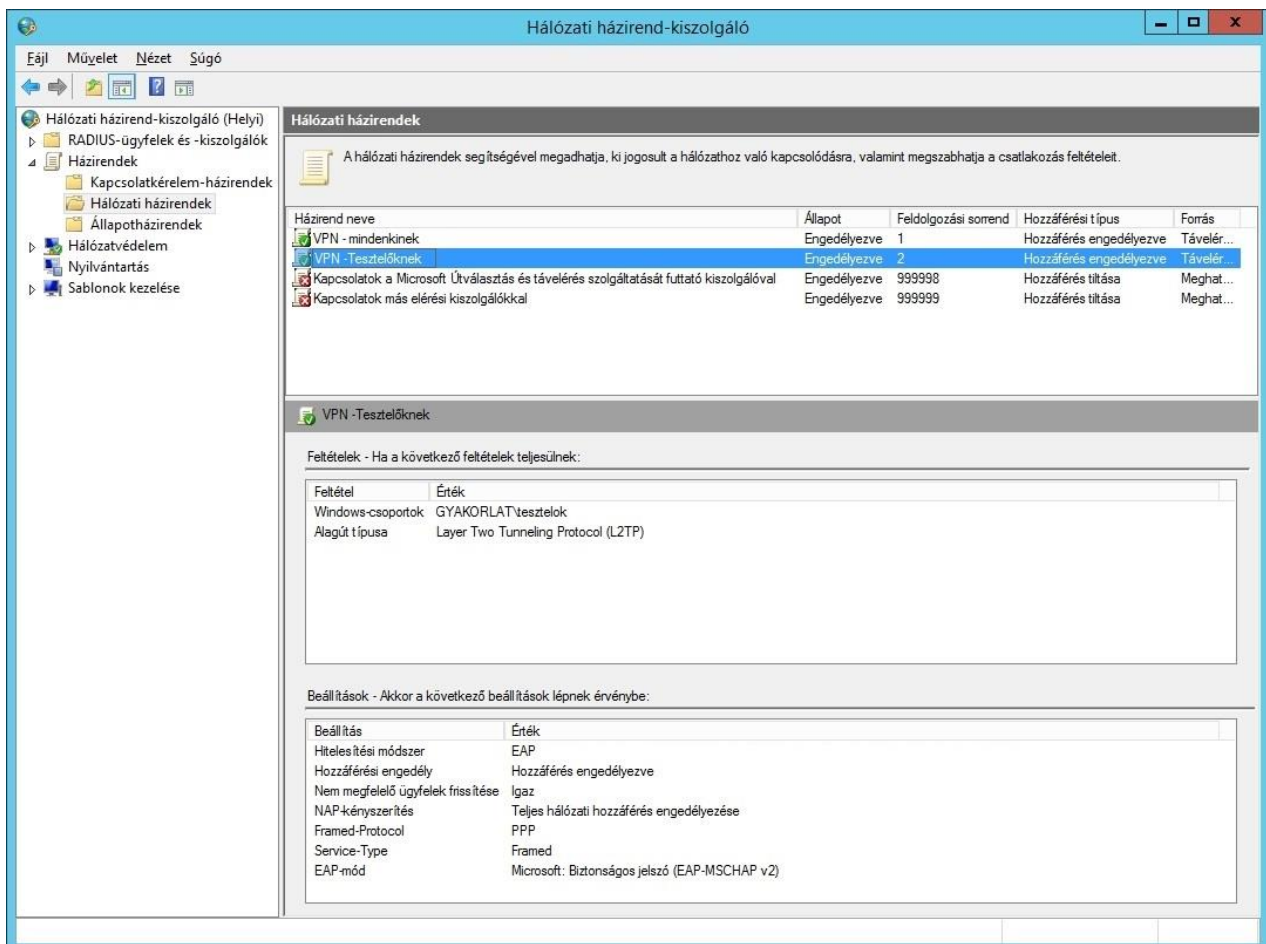 Hálózati házirend-kiszolgáló
x
Fájl Művelet Nézet Súgó
Hálózati házirend-kiszolgáló (Helyi)
RADIUS-ügyfelek és -kiszolgálók
Házirendek
Kapcsolatkérelem-házirendek
Hálózati házirendek
Állapotházirendek
Hálózatvédelem
Nyilvántartás
Sablonok kezelése
Hálózati házirendek
A hálózati házirendek segítségével megadhatja, ki jogosult a hálózathoz való kapcsolódásra, valamint megszabhatja a csatlakozás feltételeit.
Házirend neve Állapot Feldolgozási sorrend Hozzáférési típus Forrás
VPN - mindenkinek Engedélyezve 1 Hozzáférés engedélyezve Távelér...
VPN -Tesztelőknek Engedélyezve 2 Hozzáférés engedélyezve Távelér...
Kapcsolatok a Microsoft Útválasztás és távelérés szolgáltatását futtató kiszolgálóval Engedélyezve 999998 Hozzáférés tiltása Meghat...
Kapcsolatok más elérési kiszolgálókkal Engedélyezve 999999 Hozzáférés tiltása Meghat...
VPN -Tesztelőknek
Feltételek - Ha a következő feltételek teljesülnek:
Feltétel Érték
Windows-csoportok GYAKORLAT\tesztelok
Alagút típusa Layer Two Tunneling Protocol (L2TP)
Beállítások - Akkor a következő beállítások lépnek érvénybe:
Beállítás Érték
Hitelesítési módszer EAP
Hozzáférési engedély Hozzáférés engedélyezve
Nem megfelelő ügyfelek frissítése Igaz
NAP-kényszerítés Teljes hálózati hozzáférés engedélyezése
Framed-Protocol PPP
Service-Type Framed
EAP-mód Microsoft: Biztonságos jelszó (EAP-MSCHAP v2)